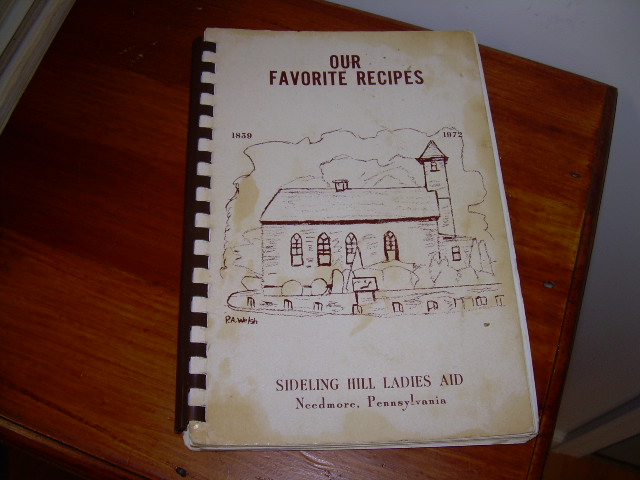 OUR
FAVORITE RECIPES
1839 1972
P.A. Welsh
SIDELING HILL LADIES AID
Needmore, Pennsylvania